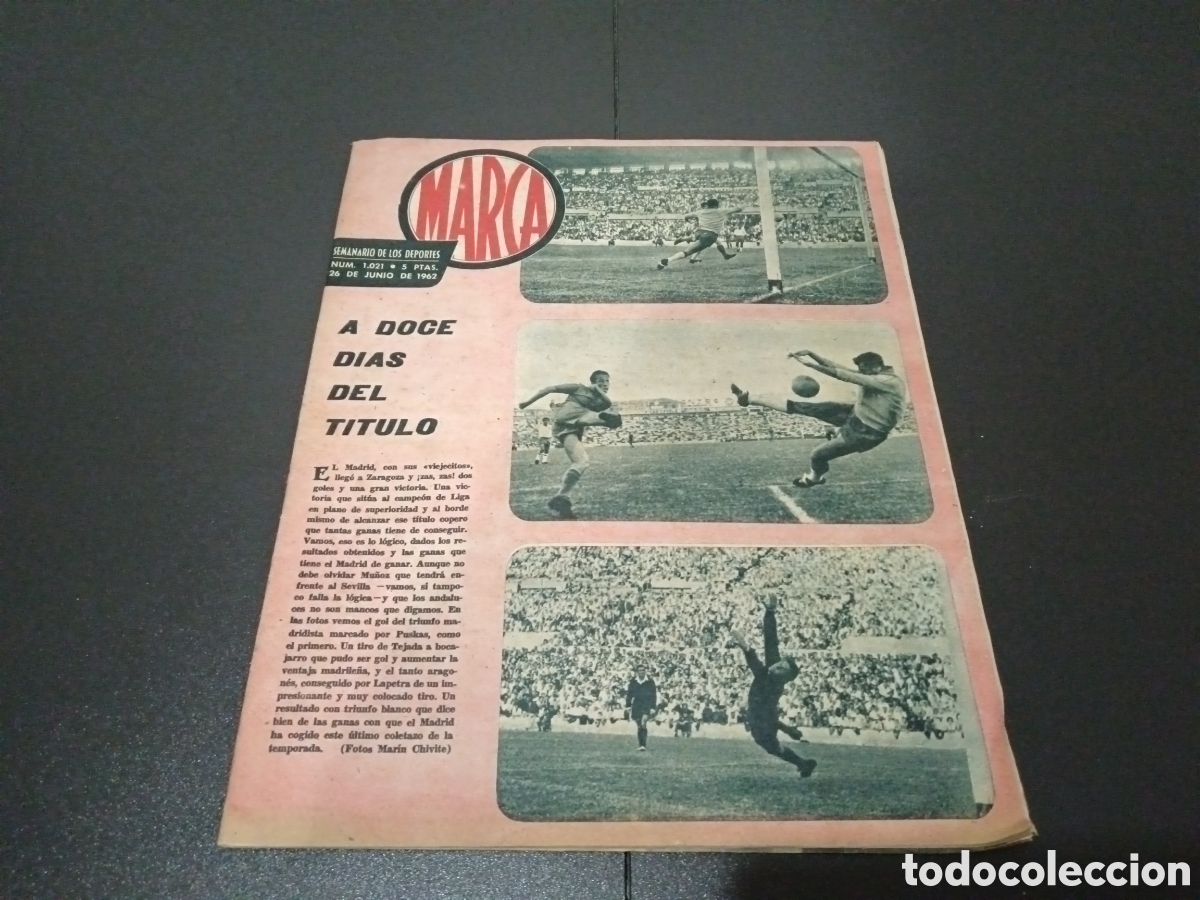 MARCA
SEMANARIO DE LOS DEPORTES
NUM. 1.021 • 5 PTAS.
26 DE JUNIO DE 1962
A DOCE
DIAS
DEL
TITULO
EL Madrid, con sus «viejecitos»,
llegó a Zaragoza y ¡zas, zas! dos
goles y una gran victoria. Una vic-
toria que sitúa al campeón de Liga
en plano de superioridad y al borde
mismo de alcanzar ese título copero
que tantas ganas tiene de conseguir.
Vamos, eso es lo lógico, dados los re-
sultados obtenidos y las ganas que
tiene el Madrid de ganar. Aunque no
debe olvidar Muñoz que tendrá en-
frente al Sevilla —vamos, si tampo-
co falla la lógica—y que los andalu-
ces no son mancos que digamos. En
las fotos vemos el gol del triunfo ma-
dridista marcado por Puskas, como
el primero. Un tiro de Tejada a boca-
jarro que pudo ser gol y aumentar la
ventaja madrileña, y el tanto arago-
nés, conseguido por Lapetra de un im-
presionante y muy colocado tiro. Un
resultado con triunfo blanco que dice
bien de las ganas con que el Madrid
ha cogido este último coletazo de la
temporada. (Fotos Marín Chivite)
todocoleccion